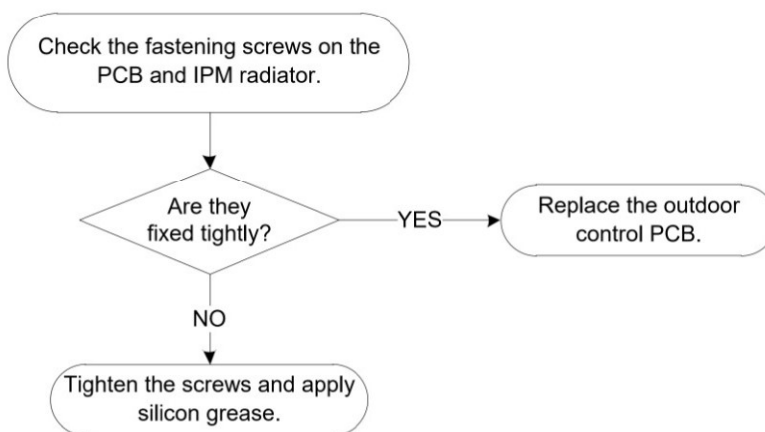 Check the fastening screws on the
PCB and IPM radiator.
Are they
fixed tightly?
YES
Replace the outdoor
control PCB.
NO
Tighten the screws and apply
silicon grease.